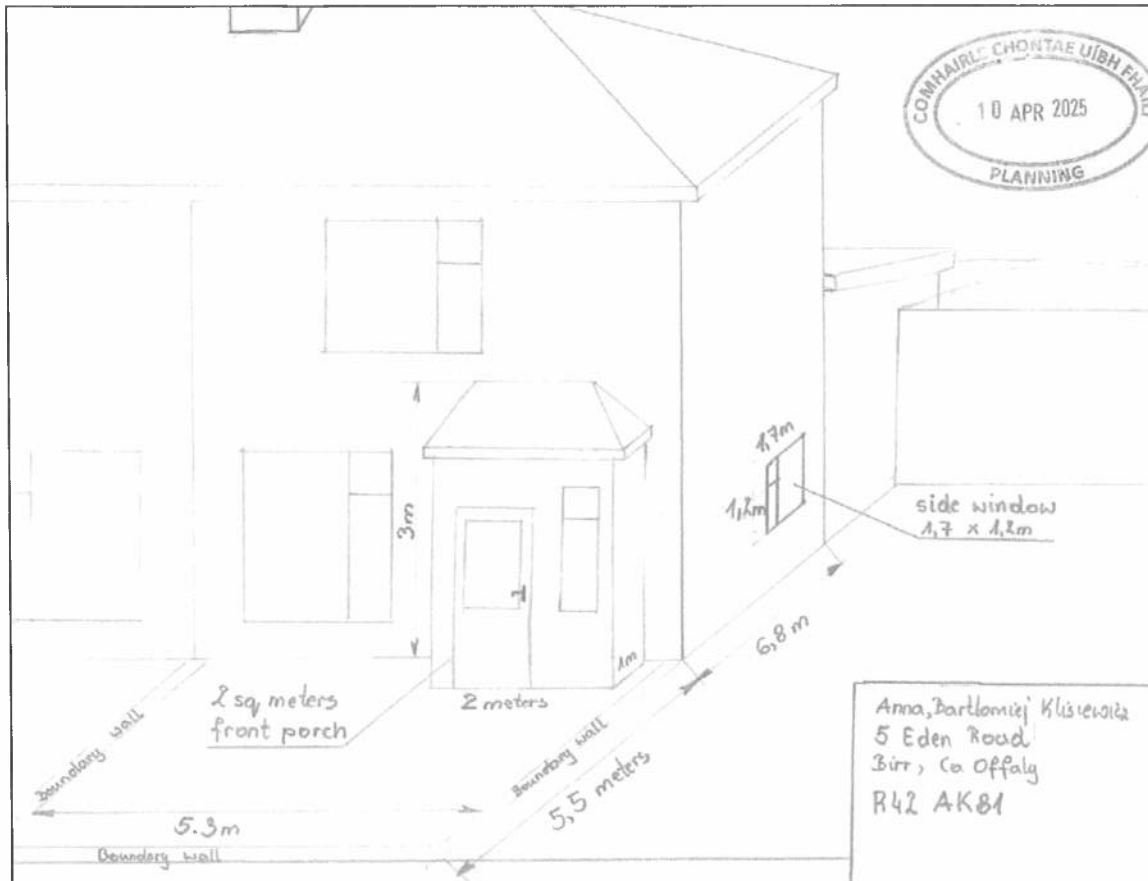 COMHAIRLE CHONTAE UÍBH FHAILÍ
10 APR 2025
PLANNING
1,7m
1,2m
side window
1,7 x 1,2m
3m
6,8m
1m
2 meters
2 sq meters
front porch
Boundary wall
Boundary wall
5,5 meters
5.3m
Boundary wall
Anna, Bartlomiej Klisiewicz
5 Eden Road
Birr, Co Offaly
R42 AK81